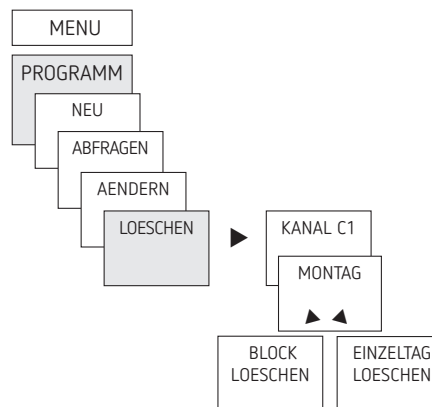 MENU
PROGRAMM
NEU
ABFRAGEN
AENDERN
LOESCHEN
KANAL C1
MONTAG
BLOCK
LOESCHEN
EINZELTAG
LOESCHEN